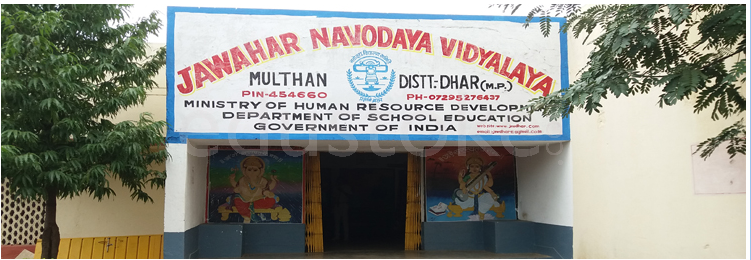 JAWAHAR NAVODAYA VIDYALAYA
MULTHAN DISTT:-DHAR(M.P.)
PIN-454660 PH-07295276437
MINISTRY OF HUMAN RESOURCE DEVELOPMENT
DEPARTMENT OF SCHOOL EDUCATION
GOVERNMENT OF INDIA